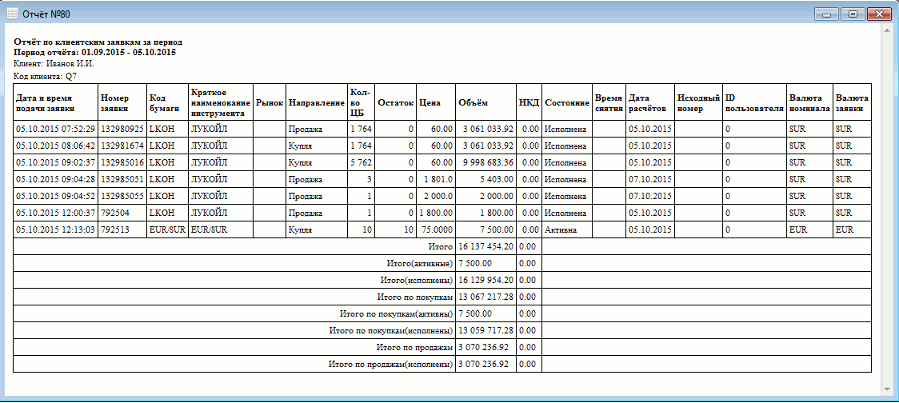 Отчёт №80
Отчёт по клиентским заявкам за период
Период отчёта: 01.09.2015 - 05.10.2015
Клиент: Иванов И.И.
Код клиента: Q7
Дата и время подачи заявки Номер заявки Код бумаги Краткое наименование инструмента Рынок Направление Кол-во ЦБ Остаток Цена Объём НКД Состояние Время снятия Дата расчётов Исходный номер ID пользователя Валюта номинала Валюта заявки
05.10.2015 07:52:29 132980925 LKOH ЛУКОЙЛ Продажа 1 764 0 60.00 3 061 033.92 0.00 Исполнена 05.10.2015 0 SUR SUR
05.10.2015 08:06:42 132981674 LKOH ЛУКОЙЛ Купля 1 764 0 60.00 3 061 033.92 0.00 Исполнена 05.10.2015 0 SUR SUR
05.10.2015 09:02:37 132985016 LKOH ЛУКОЙЛ Купля 5 762 0 60.00 9 998 683.36 0.00 Исполнена 05.10.2015 0 SUR SUR
05.10.2015 09:04:28 132985051 LKOH ЛУКОЙЛ Продажа 3 0 1 801.0 5 403.00 0.00 Исполнена 07.10.2015 0 SUR SUR
05.10.2015 09:04:52 132985055 LKOH ЛУКОЙЛ Продажа 1 0 2 000.0 2 000.00 0.00 Исполнена 07.10.2015 0 SUR SUR
05.10.2015 12:00:37 792504 LKOH ЛУКОЙЛ Продажа 1 0 1 800.00 1 800.00 0.00 Исполнена 05.10.2015 0 SUR SUR
05.10.2015 12:13:03 792513 EUR/SUR EUR/SUR Купля 10 10 75.0000 7 500.00 0.00 Активна 05.10.2015 0 EUR EUR
Итого 16 137 454.20 0.00
Итого(активные) 7 500.00 0.00
Итого(исполнены) 16 129 954.20 0.00
Итого по покупкам 13 067 217.28 0.00
Итого по покупкам(активны) 7 500.00 0.00
Итого по покупкам(исполнены) 13 059 717.28 0.00
Итого по продажам 3 070 236.92 0.00
Итого по продажам(исполнены) 3 070 236.92 0.00